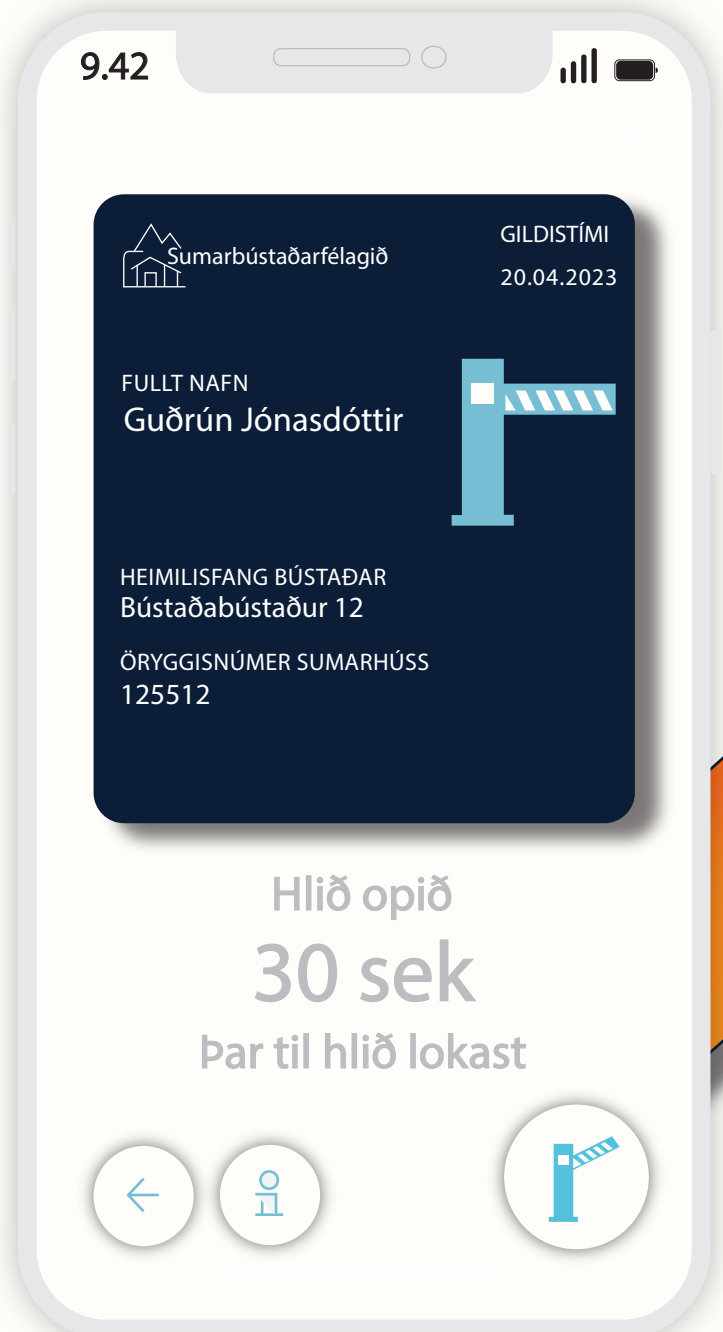 9.42
Sumarbústaðarfélagið
GILDISTÍMI
20.04.2023
FULLT NAFN
Guðrún Jónasdóttir
HEIMILISFANG BÚSTAÐAR
Bústaðabústaður 12
ÖRYGGISNÚMER SUMARHÚSS
125512
Hlið opið
30 sek
Þar til hlið lokast